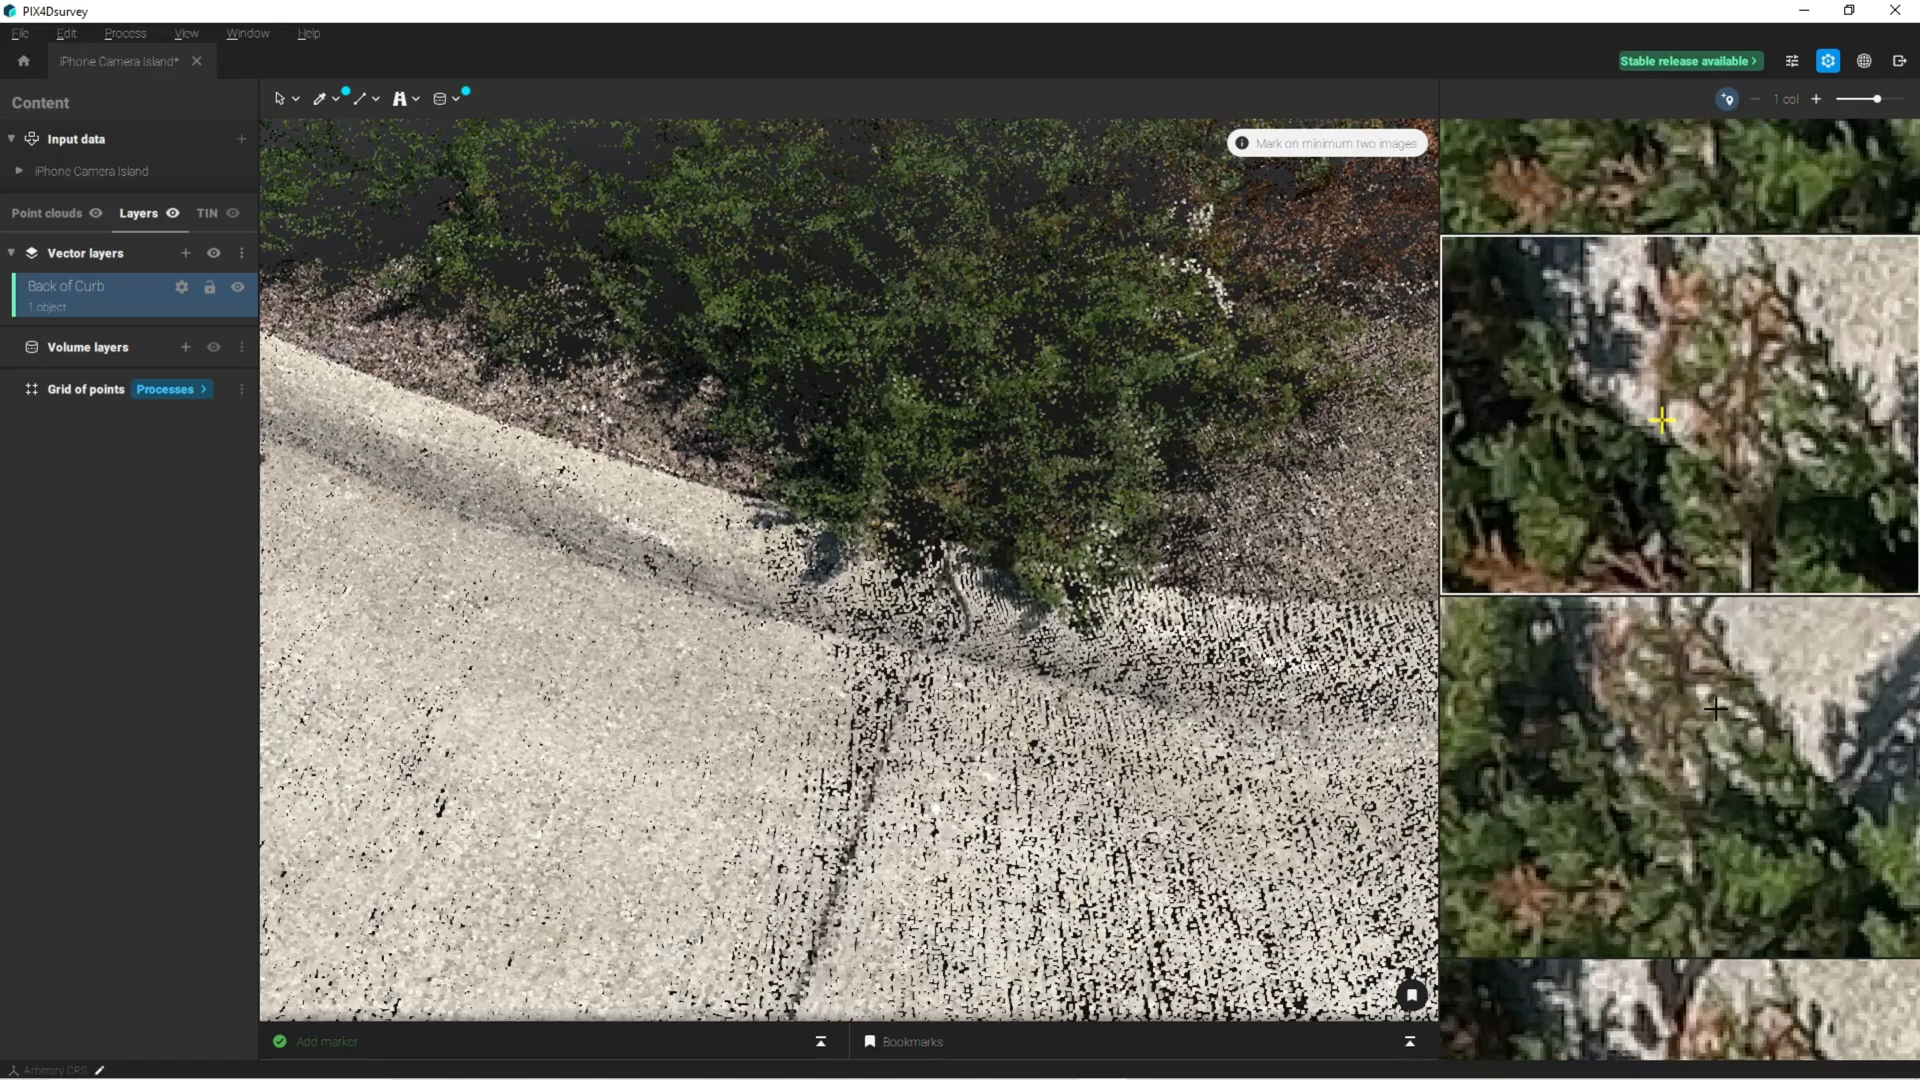 PIX4Dsurvey
File Edit Process View Window Help
iPhone Camera Island*
Stable release available >
Content
1 col
Mark on minimum two images
Input data
iPhone Camera Island
Point clouds Layers TIN
Vector layers
Back of Curb
1 object
Volume layers
Grid of points Processes >
Add marker
Bookmarks
Arbitrary CRS